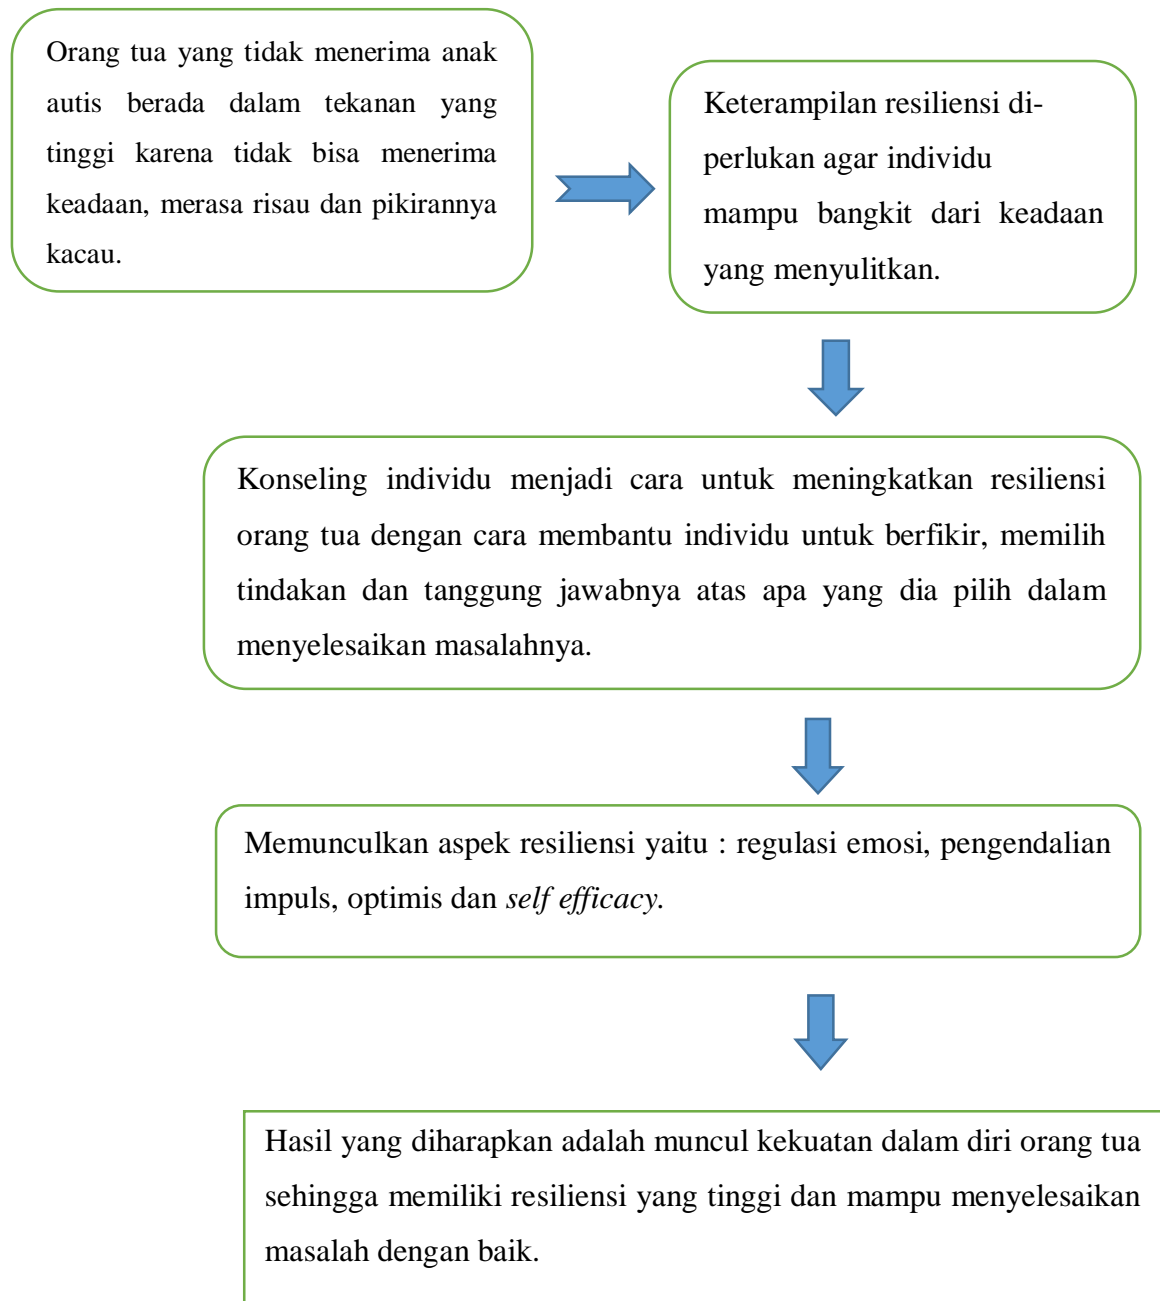 Orang tua yang tidak menerima anak
autis berada dalam tekanan yang
tinggi karena tidak bisa menerima
keadaan, merasa risau dan pikirannya
kacau.
Keterampilan resiliensi di-
perlukan agar individu
mampu bangkit dari keadaan
yang menyulitkan.
Konseling individu menjadi cara untuk meningkatkan resiliensi
orang tua dengan cara membantu individu untuk berfikir, memilih
tindakan dan tanggung jawabnya atas apa yang dia pilih dalam
menyelesaikan masalahnya.
Memunculkan aspek resiliensi yaitu : regulasi emosi, pengendalian
impuls, optimis dan self efficacy.
Hasil yang diharapkan adalah muncul kekuatan dalam diri orang tua
sehingga memiliki resiliensi yang tinggi dan mampu menyelesaikan
masalah dengan baik.